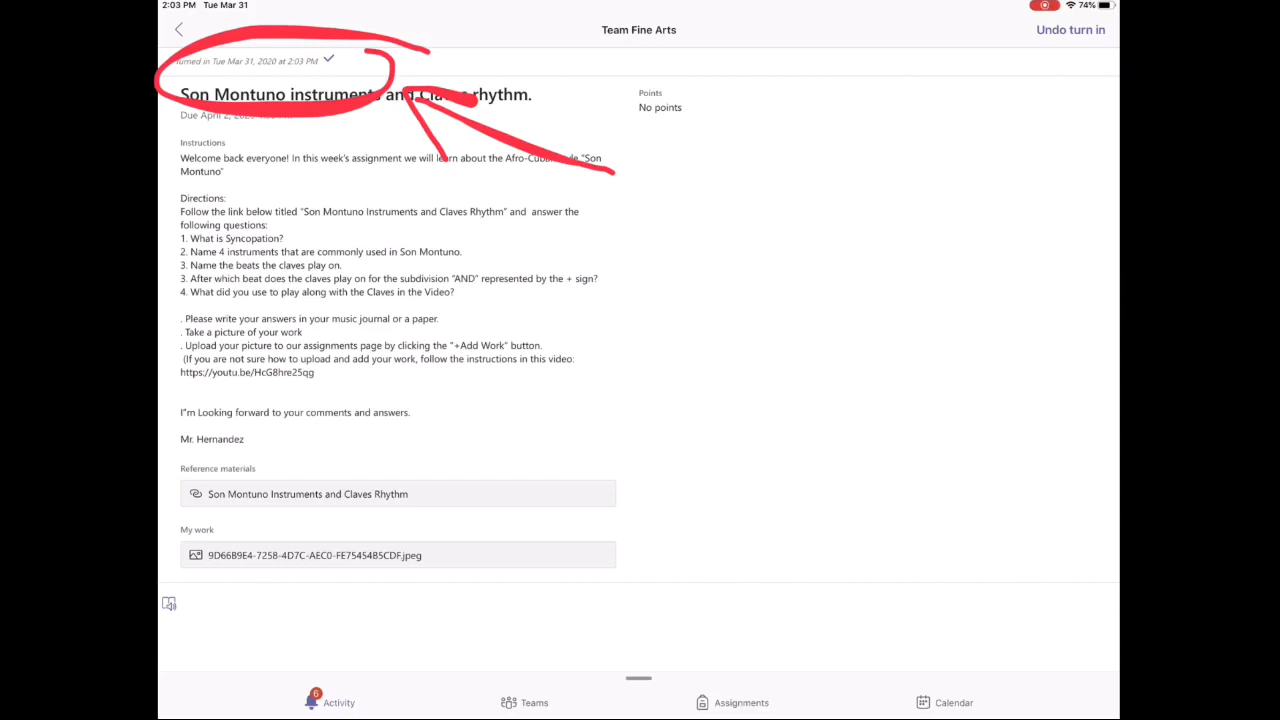 2:03 PM Tue Mar 31
74%
Team Fine Arts
Undo turn in
Turned in Tue Mar 31, 2020 at 2:03 PM
Son Montuno instruments and Claves rhythm.
Due April 2,
Points
No points
Instructions
Welcome back everyone! In this week's assignment we will learn about the Afro-Cuban style "Son
Montuno"
Directions:
Follow the link below titled "Son Montuno Instruments and Claves Rhythm" and answer the
following questions:
1. What is Syncopation?
2. Name 4 instruments that are commonly used in Son Montuno.
3. Name the beats the claves play on.
3. After which beat does the claves play on for the subdivision "AND" represented by the + sign?
4. What did you use to play along with the Claves in the Video?
. Please write your answers in your music journal or a paper.
. Take a picture of your work
. Upload your picture to our assignments page by clicking the "+Add Work" button.
(If you are not sure how to upload and add your work, follow the instructions in this video:
https://youtu.be/HcG8hre25qg
I"m Looking forward to your comments and answers.
Mr. Hernandez
Reference materials
Son Montuno Instruments and Claves Rhythm
My work
9D66B9E4-7258-4D7C-AEC0-FE75454B5CDF.jpeg
6
Activity
Teams
Assignments
Calendar